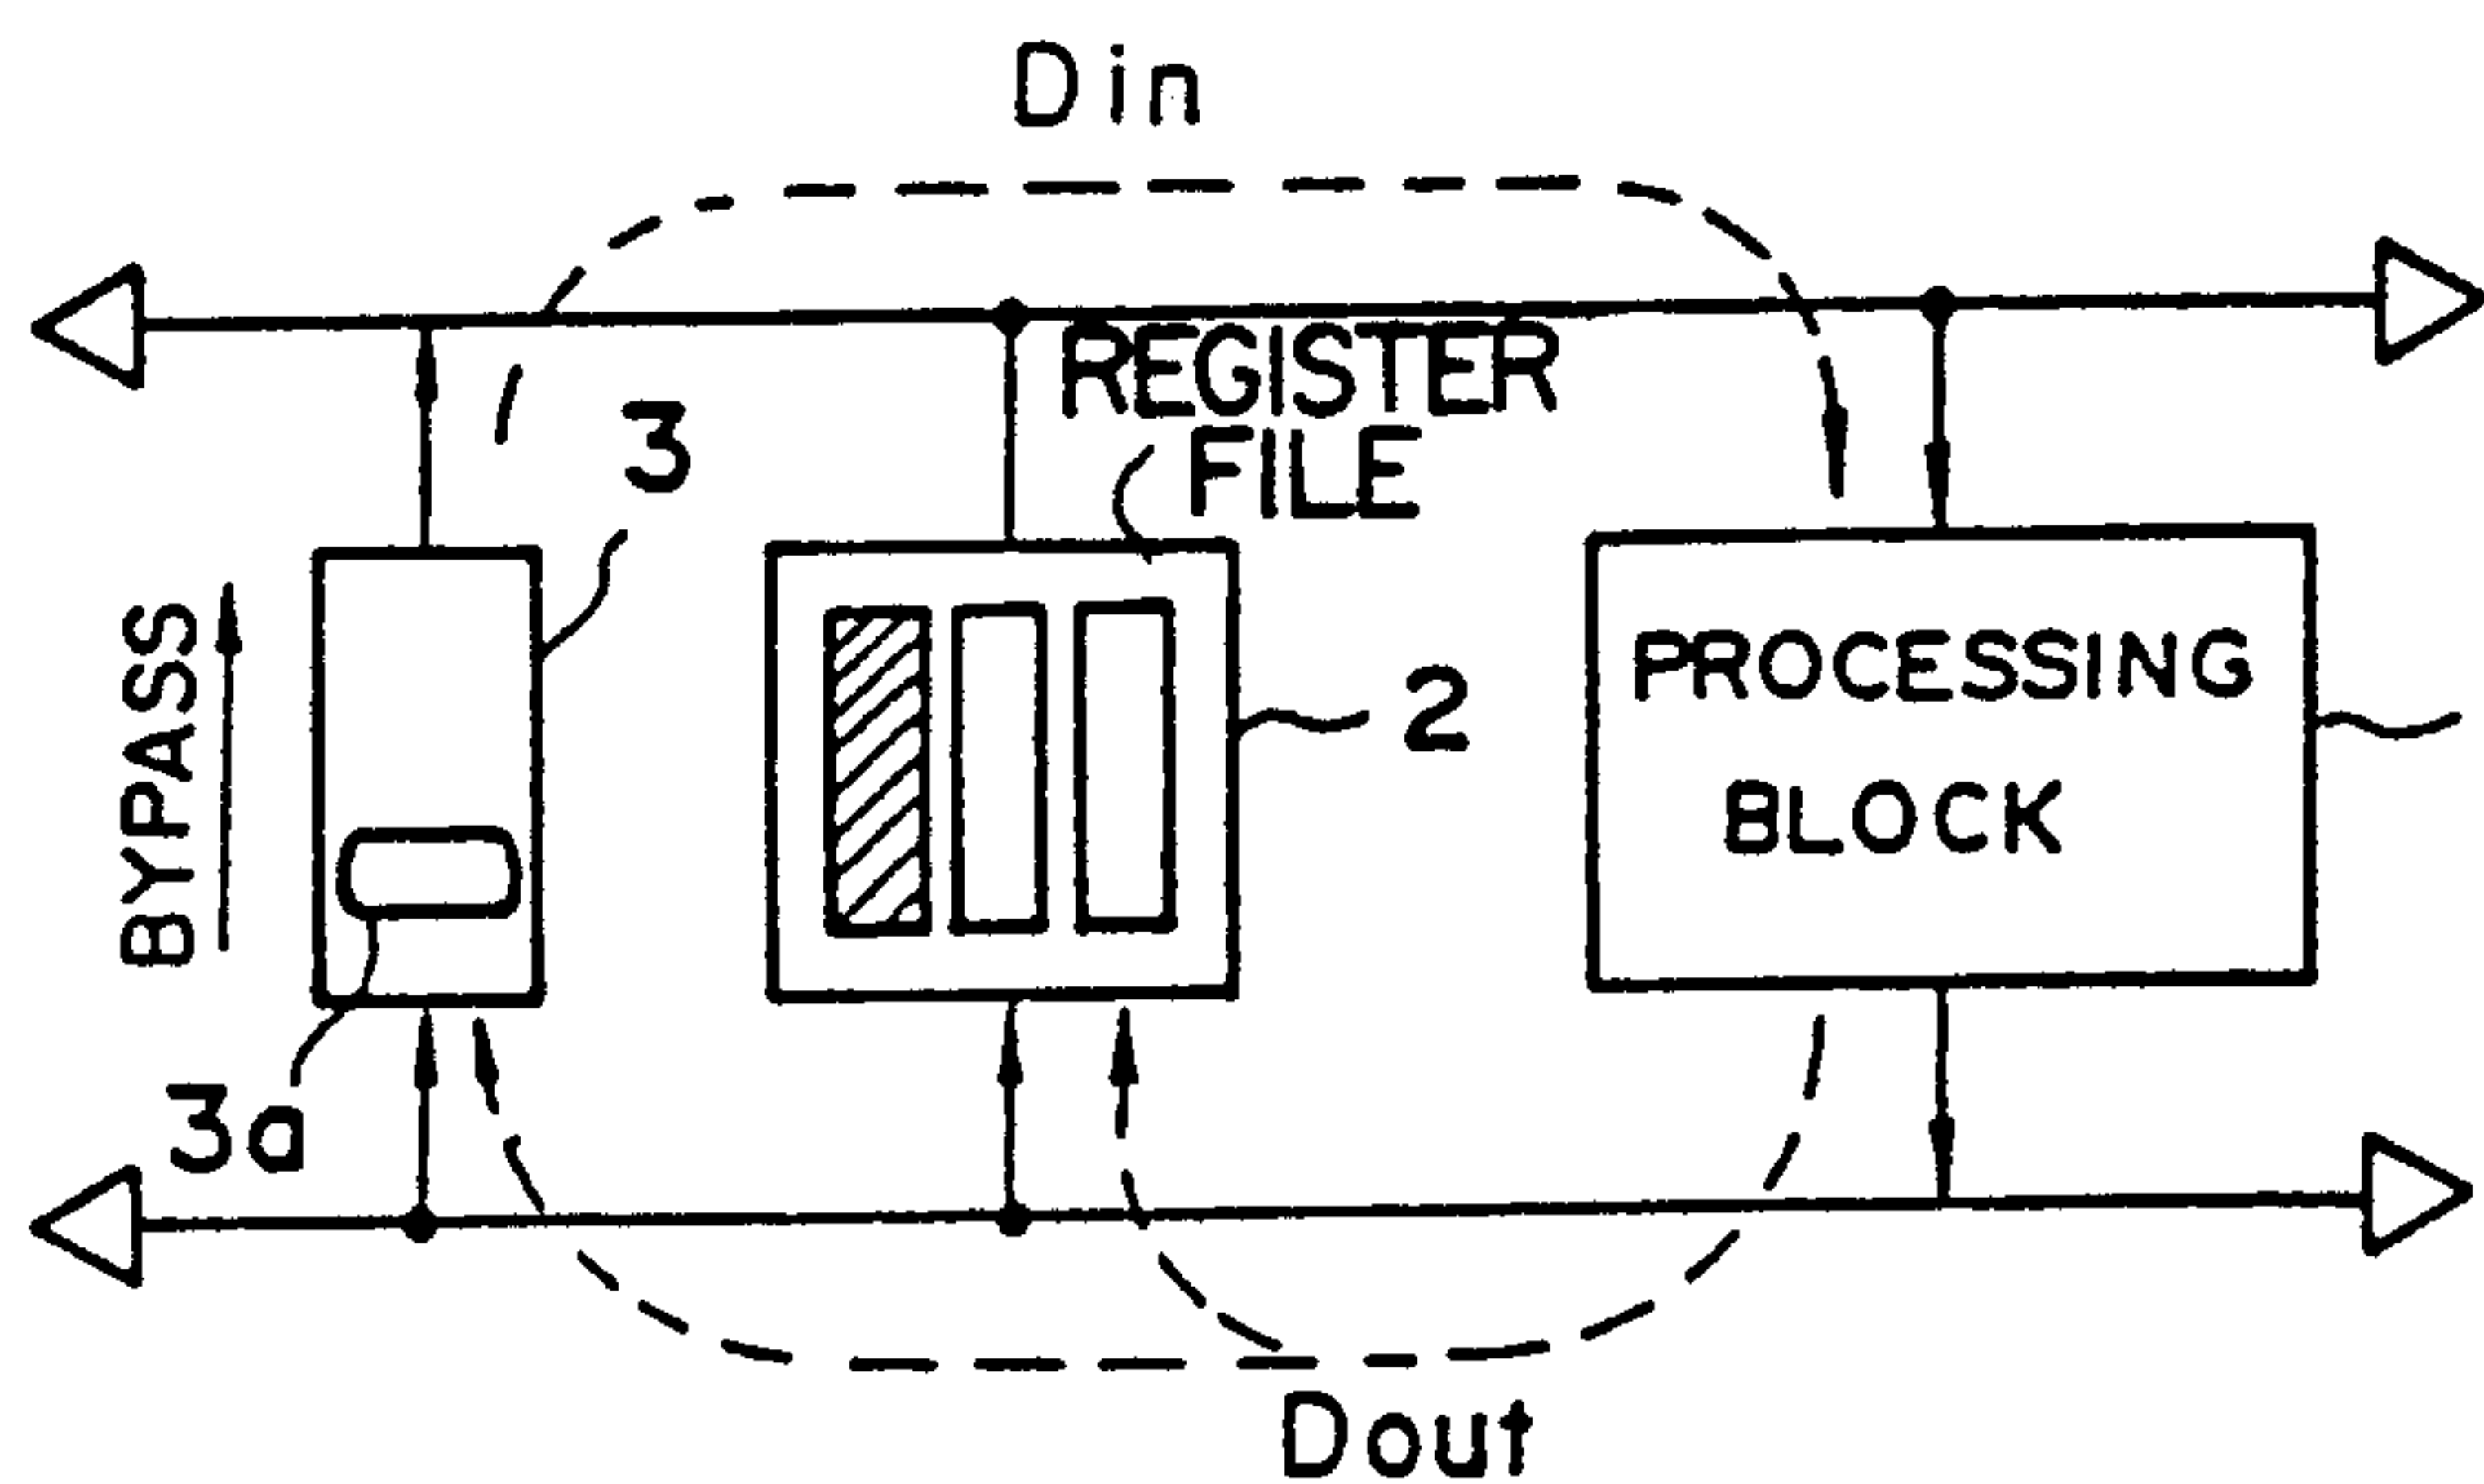 Din
REGISTER
FILE
3
BYPASS
2
PROCESSING
BLOCK
3a
Dout